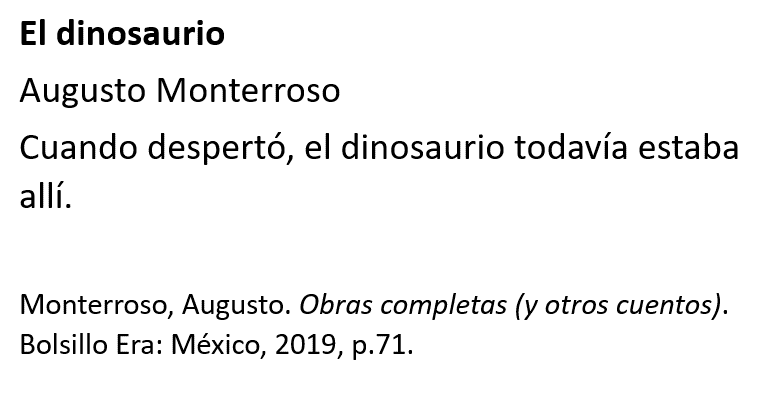 El dinosaurio
Augusto Monterroso
Cuando despertó, el dinosaurio todavía estaba
allí.
Monterroso, Augusto. Obras completas (y otros cuentos).
Bolsillo Era: México, 2019, p.71.